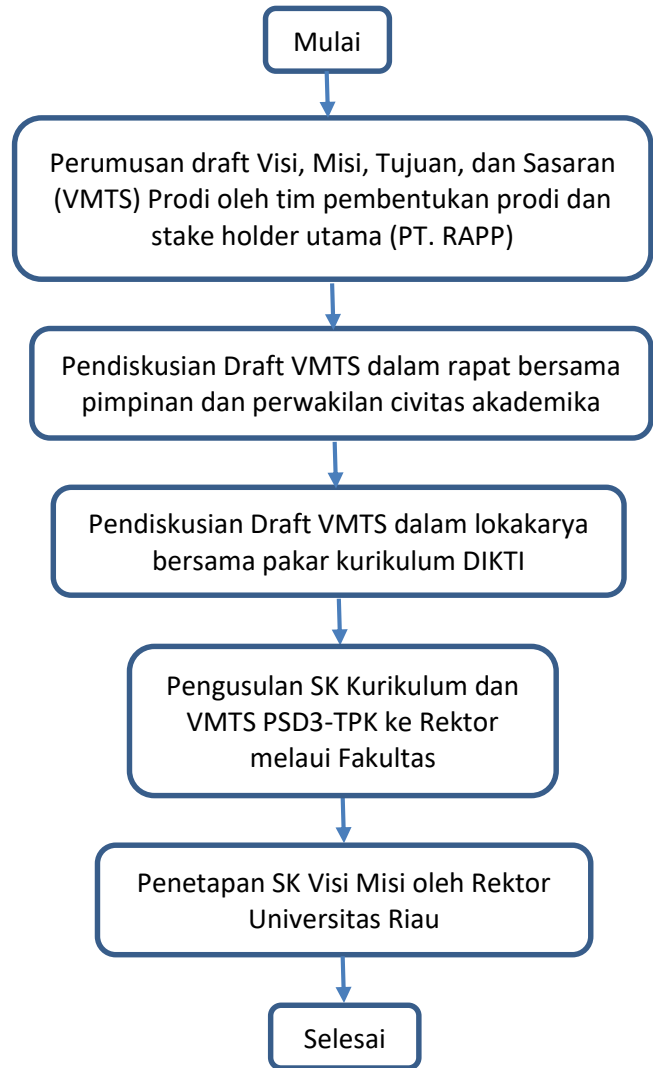 Mulai
Perumusan draft Visi, Misi, Tujuan, dan Sasaran
(VMTS) Prodi oleh tim pembentukan prodi dan
stake holder utama (PT. RAPP)
Pendiskusian Draft VMTS dalam rapat bersama
pimpinan dan perwakilan civitas akademika
Pendiskusian Draft VMTS dalam lokakarya
bersama pakar kurikulum DIKTI
Pengusulan SK Kurikulum dan
VMTS PSD3-TPK ke Rektor
melaui Fakultas
Penetapan SK Visi Misi oleh Rektor
Universitas Riau
Selesai